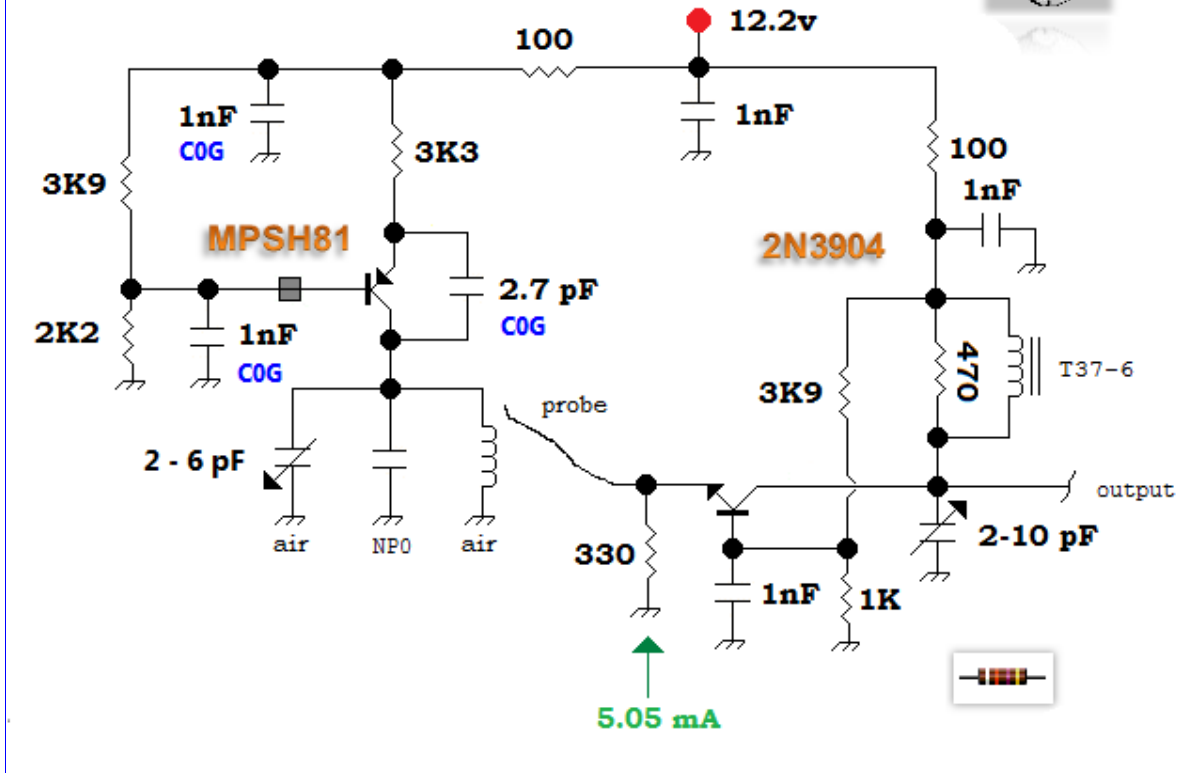 12.2v
100
1nF
C0G
3K3
1nF
100
3K9
1nF
MPSH81
2N3904
2.7 pF
C0G
2K2
1nF
C0G
470
T37-6
3K9
probe
2 - 6 pF
output
air
NP0
air
330
2-10 pF
1nF
1K
5.05 mA